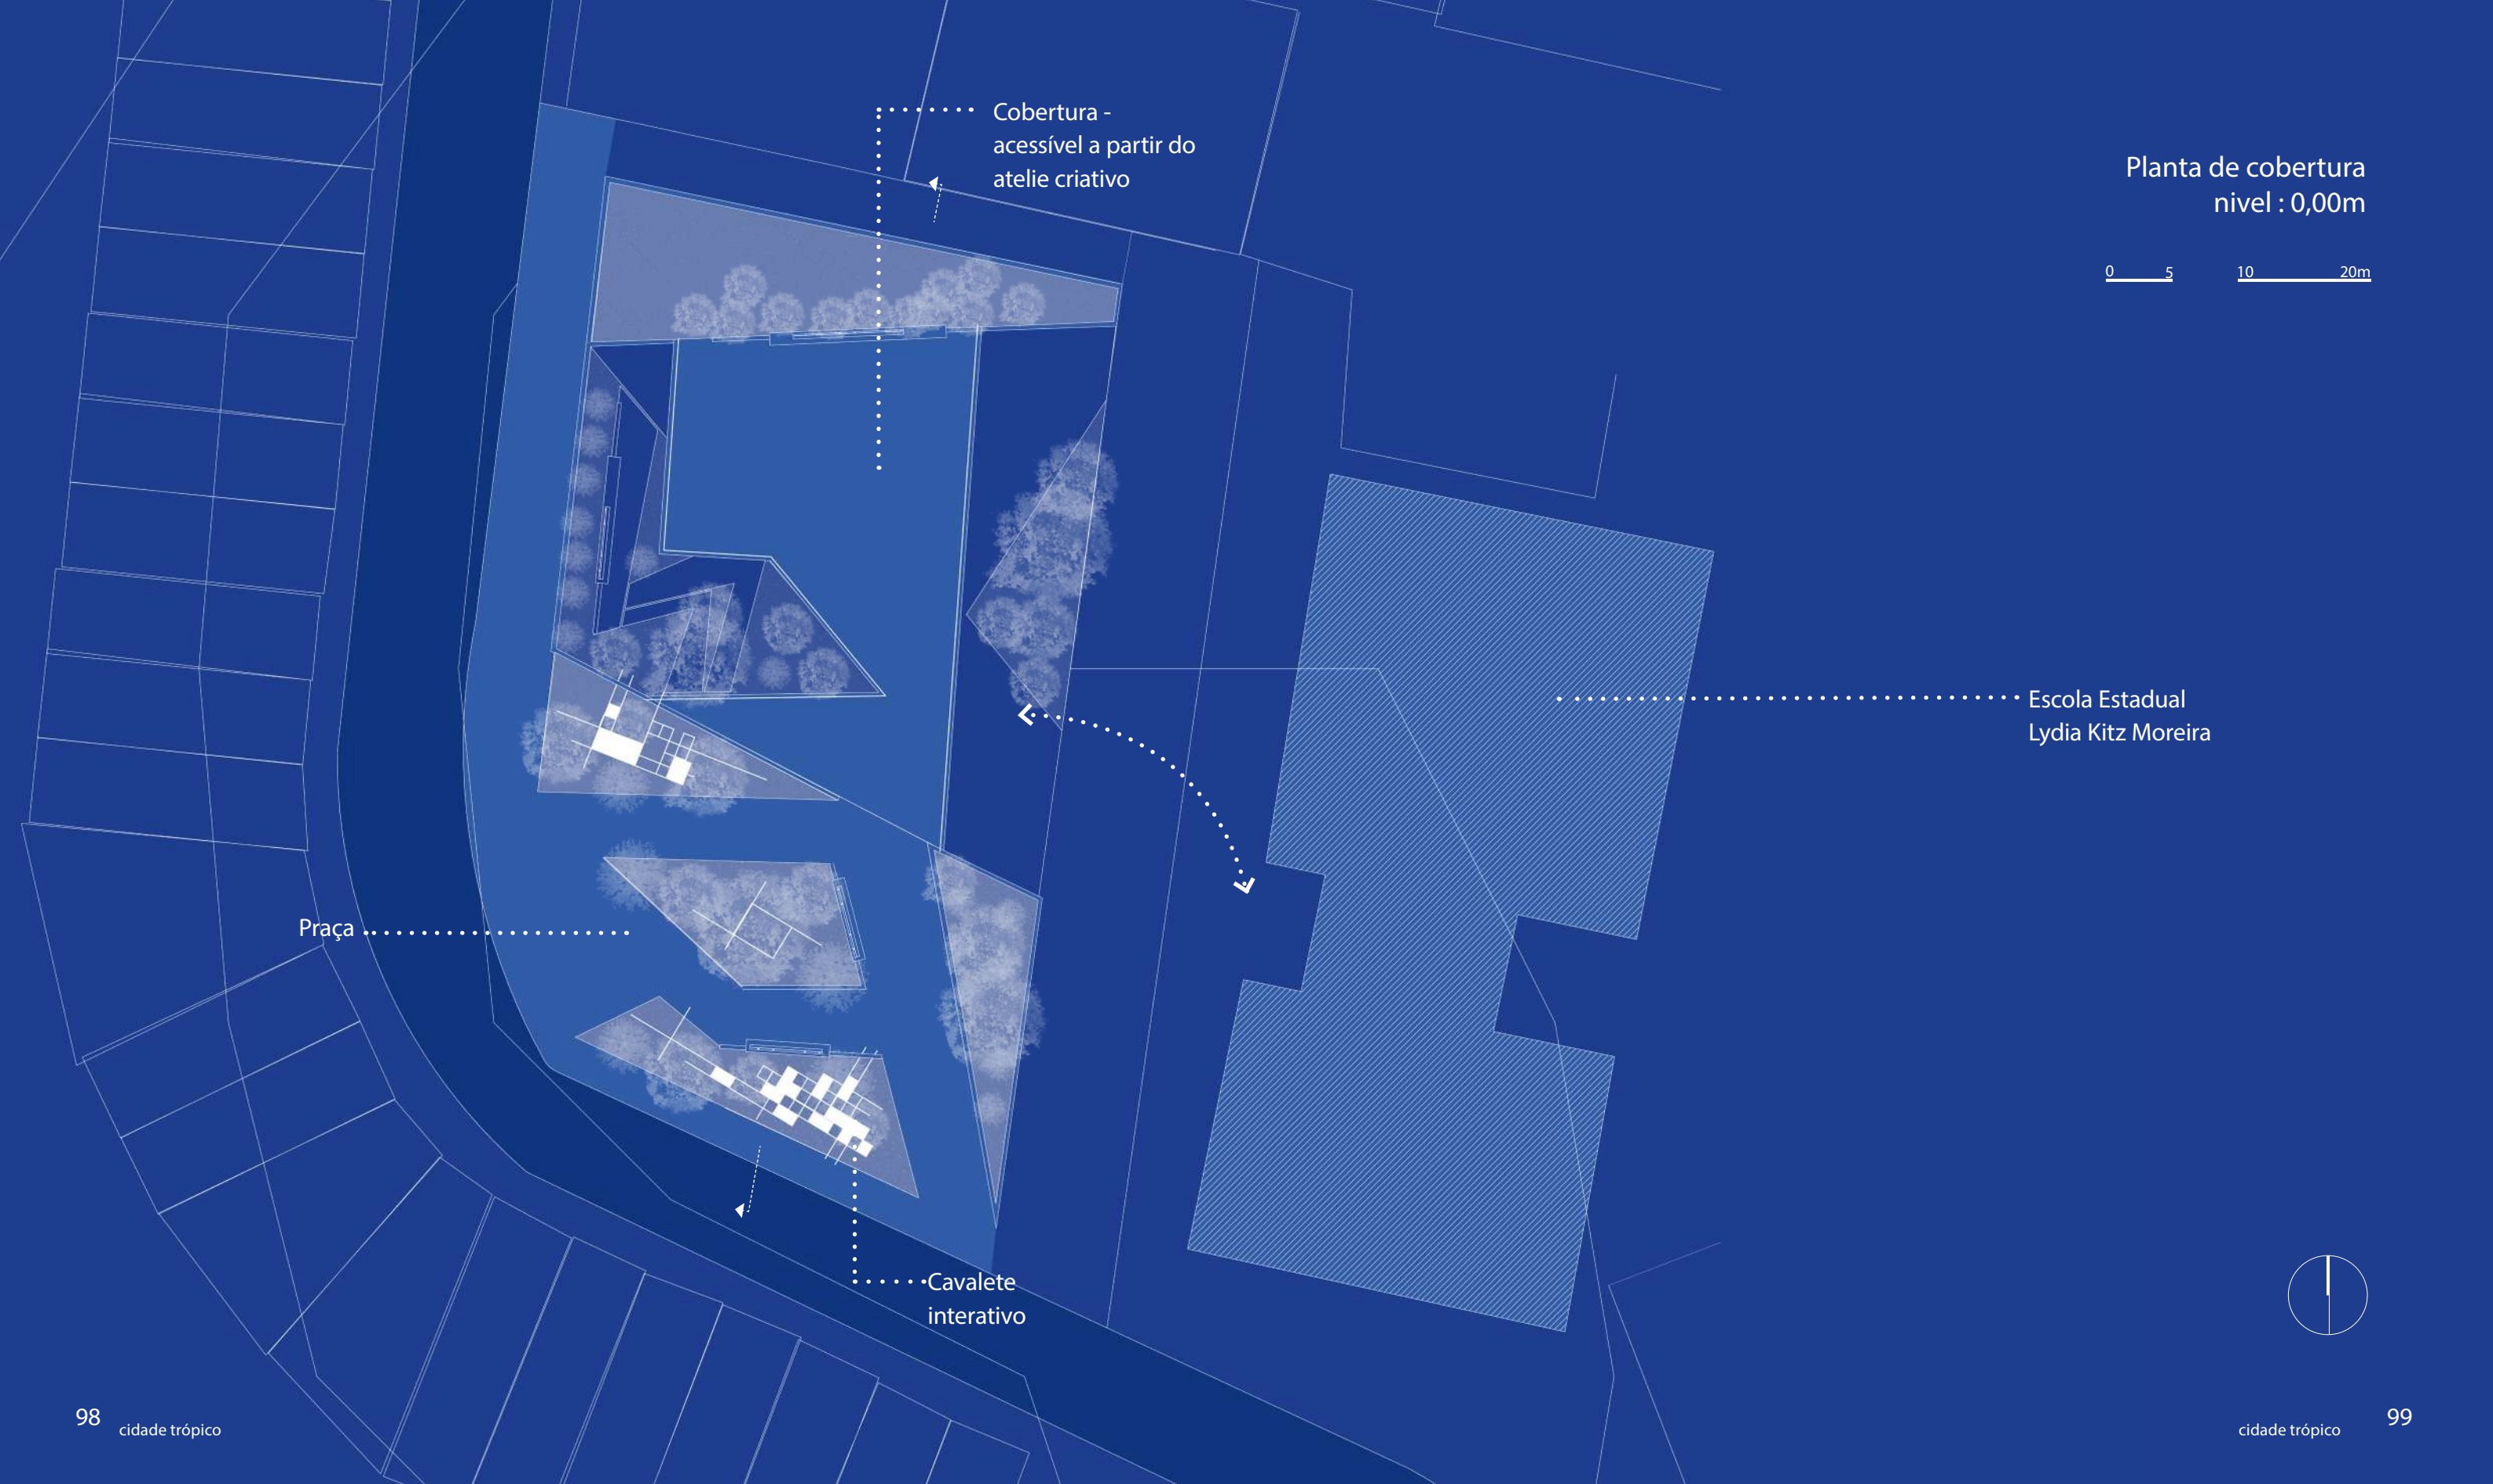 Cobertura -
acessível a partir do
atelie criativo
Planta de cobertura
nivel : 0,00m
0 5 10 20m
Escola Estadual
Lydia Kitz Moreira
Praça
Cavalete
interativo
98 cidade trópico
cidade trópico 99